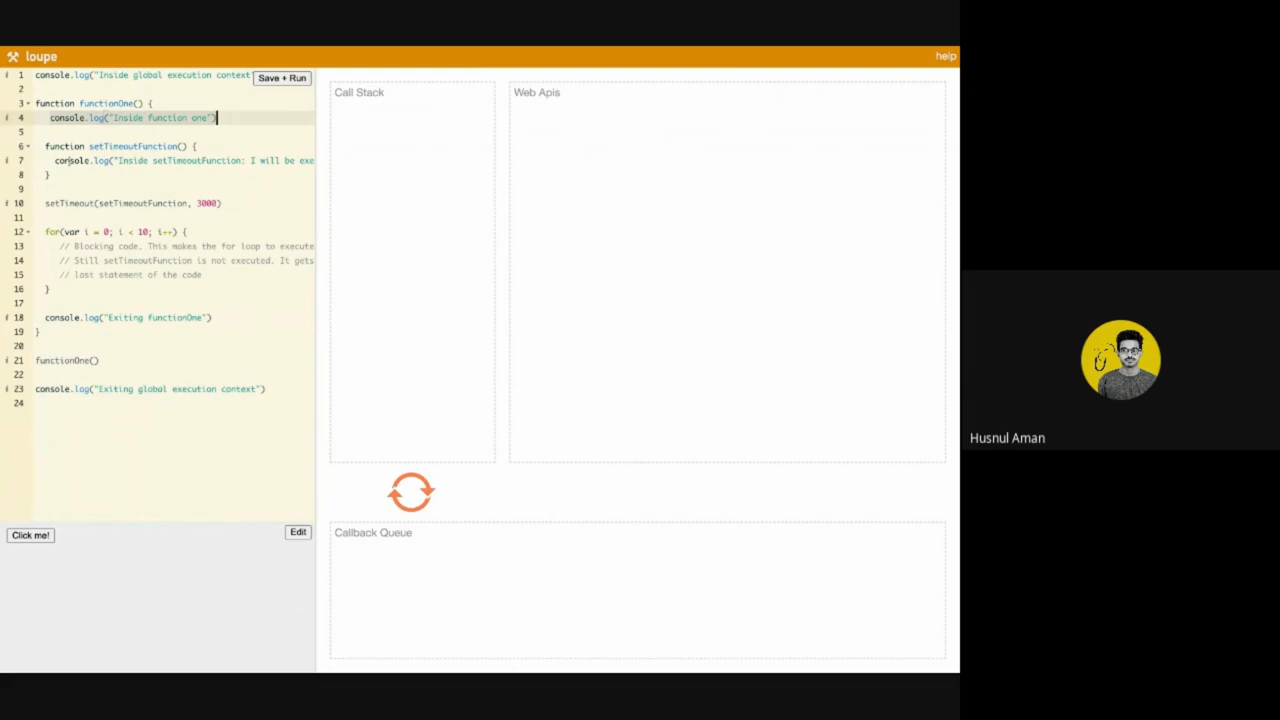 loupe
help
1 console.log("Inside global execution context"
Save + Run
2
3 function functionOne() {
4 console.log("Inside function one")
5
6 function setTimeoutFunction() {
7 console.log("Inside setTimeoutFunction: I will be exe
8 }
9
10 setTimeout(setTimeoutFunction, 3000)
11
12 for(var i = 0; i < 10; i++) {
13 // Blocking code. This makes the for loop to execute
14 // Still setTimeoutFunction is not executed. It gets
15 // last statement of the code
16 }
17
18 console.log("Exiting functionOne")
19 }
20
21 functionOne()
22
23 console.log("Exiting global execution context")
24
Click me!
Edit
Call Stack
Web Apis
Callback Queue
Husnul Aman